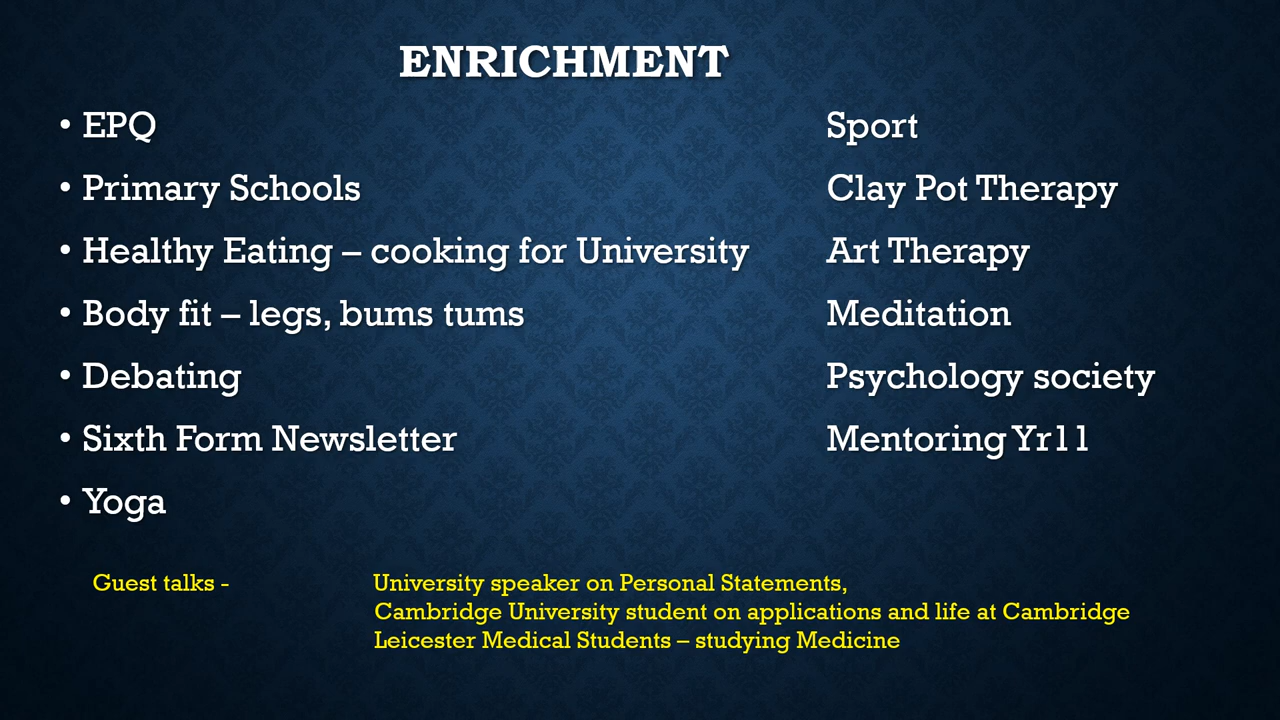 ENRICHMENT
• EPQ
• Primary Schools
• Healthy Eating – cooking for University
• Body fit – legs, bums tums
• Debating
• Sixth Form Newsletter
• Yoga
Sport
Clay Pot Therapy
Art Therapy
Meditation
Psychology society
Mentoring Yr11
Guest talks - University speaker on Personal Statements,
Cambridge University student on applications and life at Cambridge
Leicester Medical Students – studying Medicine